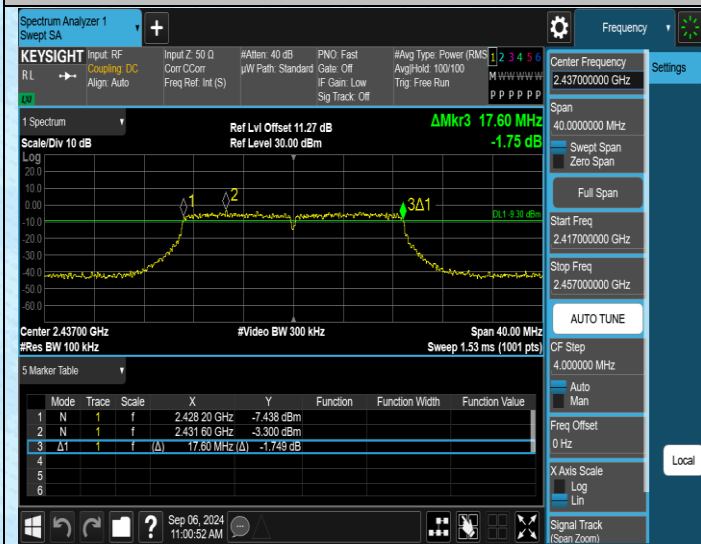 Spectrum Analyzer 1
Swept SA
+
Frequency
KEYSIGHT
RL
LXI
Input: RF
Coupling: DC
Align: Auto
Input Z: 50 Ω
Corr CCorr
Freq Ref: Int (S)
#Atten: 40 dB
µW Path: Standard
PNO: Fast
Gate: Off
IF Gain: Low
Sig Track: Off
#Avg Type: Power (RMS
Avg|Hold: 100/100
Trig: Free Run
1 2 3 4 5 6
M W W W W W
P P P P P P
1 Spectrum
Scale/Div 10 dB
Log
Ref Lvl Offset 11.27 dB
Ref Level 30.00 dBm
ΔMkr3 17.60 MHz
-1.75 dB
20.0
10.0
0.00
-10.0
-20.0
-30.0
-40.0
-50.0
-60.0
1
2
3Δ1
DL1 -9.30 dBm
Center 2.43700 GHz
#Res BW 100 kHz
#Video BW 300 kHz
Span 40.00 MHz
Sweep 1.53 ms (1001 pts)
5 Marker Table
Mode Trace Scale X Y Function Function Width Function Value
1 N 1 f 2.428 20 GHz -7.438 dBm
2 N 1 f 2.431 60 GHz -3.300 dBm
3 Δ1 1 f (Δ) 17.60 MHz (Δ) -1.749 dB
4
5
6
?
Sep 06, 2024
11:00:52 AM
Center Frequency
2.437000000 GHz
Span
40.0000000 MHz
Swept Span
Zero Span
Full Span
Start Freq
2.417000000 GHz
Stop Freq
2.457000000 GHz
AUTO TUNE
CF Step
4.000000 MHz
Auto
Man
Freq Offset
0 Hz
X Axis Scale
Log
Lin
Signal Track
(Span Zoom)
Settings
Local